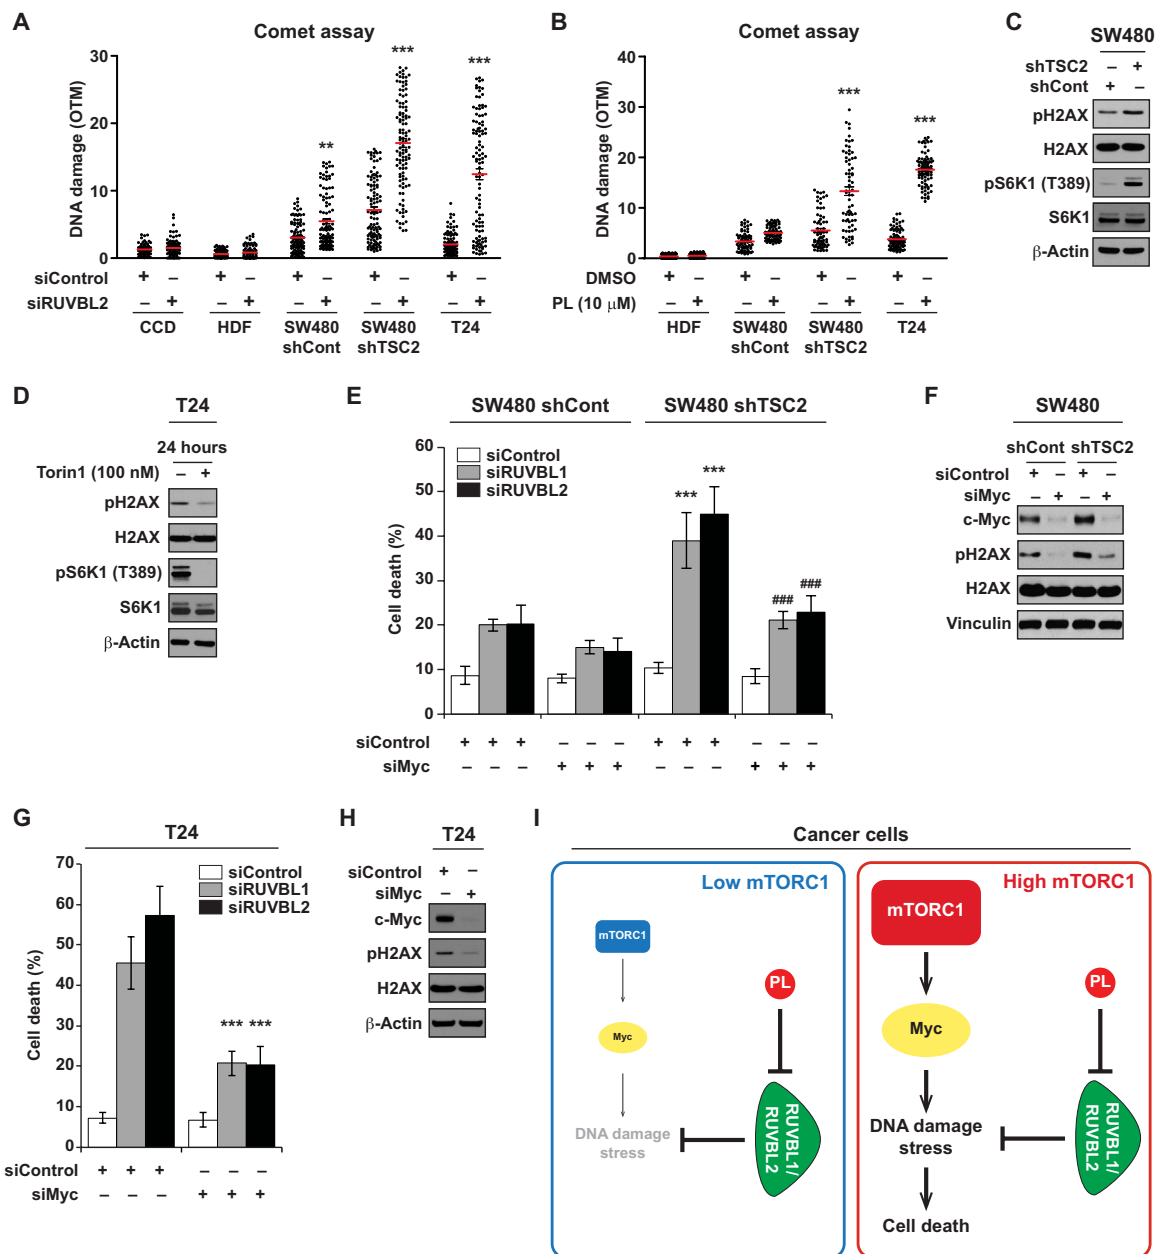 A
Comet assay
DNA damage (OTM)
30
20
10
0
**
***
***
siControl + – + – + – + – + –
siRUVBL2 – + – + – + – + – +
CCD HDF SW480 shCont SW480 shTSC2 T24
B
Comet assay
DNA damage (OTM)
40
30
20
10
0
***
***
DMSO + – + – + – + –
PL (10 μM) – + – + – + – +
HDF SW480 shCont SW480 shTSC2 T24
C
SW480
shTSC2 – +
shCont + –
pH2AX
H2AX
pS6K1 (T389)
S6K1
β-Actin
D
T24
24 hours
Torin1 (100 nM) – +
pH2AX
H2AX
pS6K1 (T389)
S6K1
β-Actin
E
SW480 shCont SW480 shTSC2
siControl
siRUVBL1
siRUVBL2
Cell death (%)
60
50
40
30
20
10
0
*** ***
### ###
siControl + + + – – – + + + – – –
siMyc – – – + + + – – – + + +
F
SW480
shCont shTSC2
siControl + – + –
siMyc – + – +
c-Myc
pH2AX
H2AX
Vinculin
G
T24
siControl
siRUVBL1
siRUVBL2
Cell death (%)
70
60
50
40
30
20
10
0
*** ***
siControl + + + – – –
siMyc – – – + + +
H
T24
siControl + –
siMyc – +
c-Myc
pH2AX
H2AX
β-Actin
I
Cancer cells
Low mTORC1
mTORC1
PL
Myc
DNA damage
stress
RUVBL1/
RUVBL2
High mTORC1
mTORC1
PL
Myc
DNA damage
stress
RUVBL1/
RUVBL2
Cell death